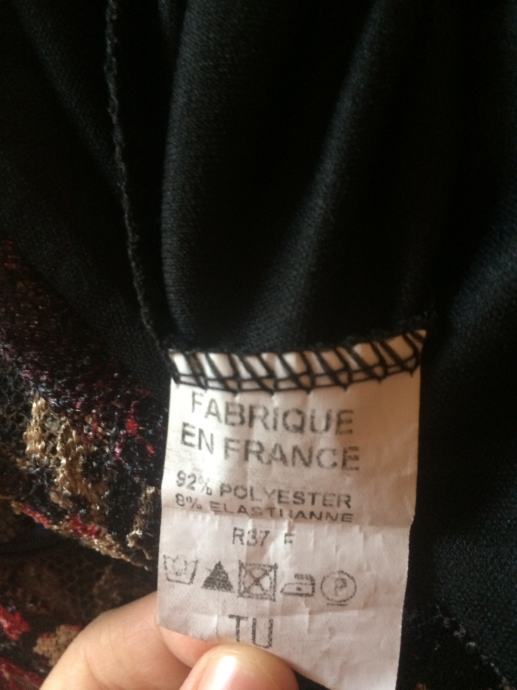 FABRIQUE
EN FRANCE
92% POLYESTER
8% ELASTHANNE
R37 F
P
TU